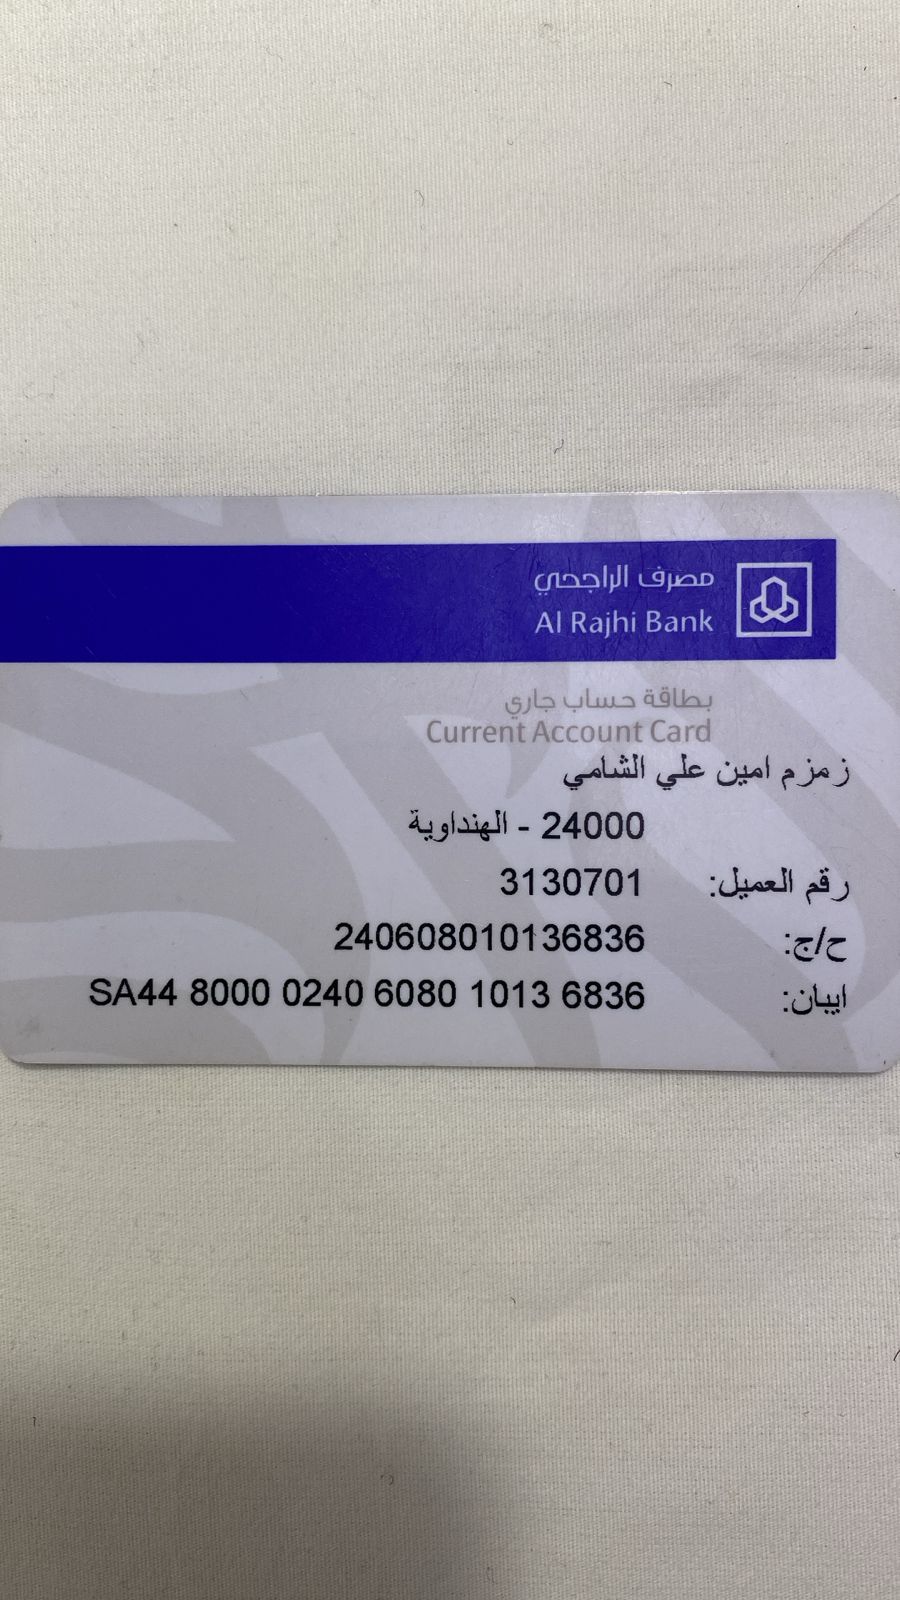 مصرف الراجحي
Al Rajhi Bank
بطاقة حساب جاري
Current Account Card
زمزم امين علي الشامي
24000 - الهنداوية
رقم العميل: 3130701
ح/ج: 240608010136836
ايبان: SA44 8000 0240 6080 1013 6836